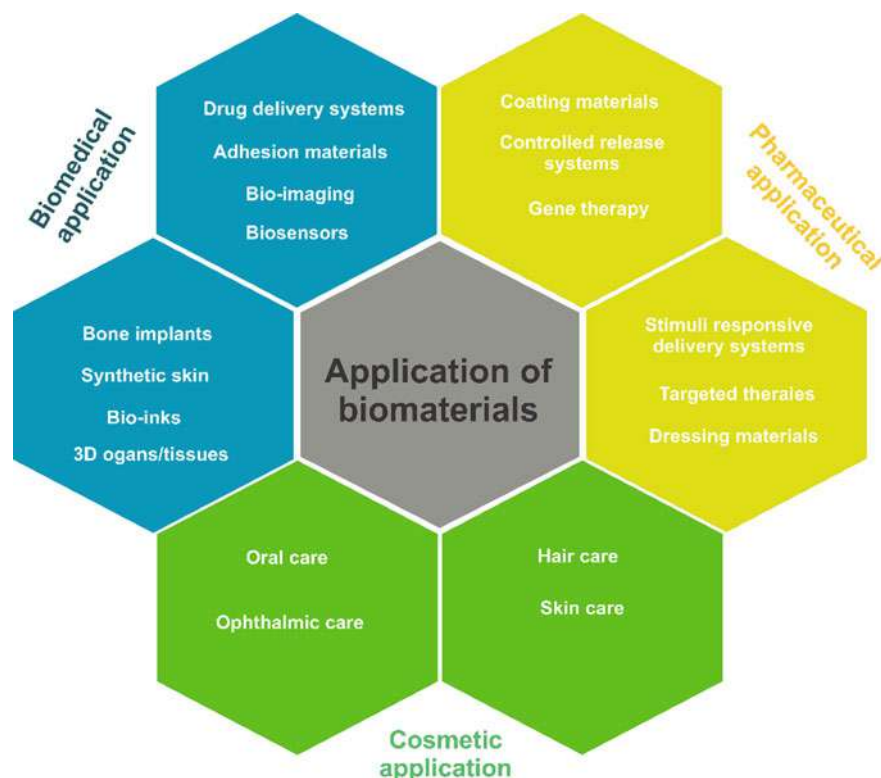 Biomedical
application
Drug delivery systems
Adhesion materials
Bio-imaging
Biosensors
Coating materials
Controlled release
systems
Gene therapy
Pharmaceutical
application
Bone implants
Synthetic skin
Bio-inks
3D ogans/tissues
Application of
biomaterials
Stimuli responsive
delivery systems
Targeted theraies
Dressing materials
Oral care
Ophthalmic care
Hair care
Skin care
Cosmetic
application